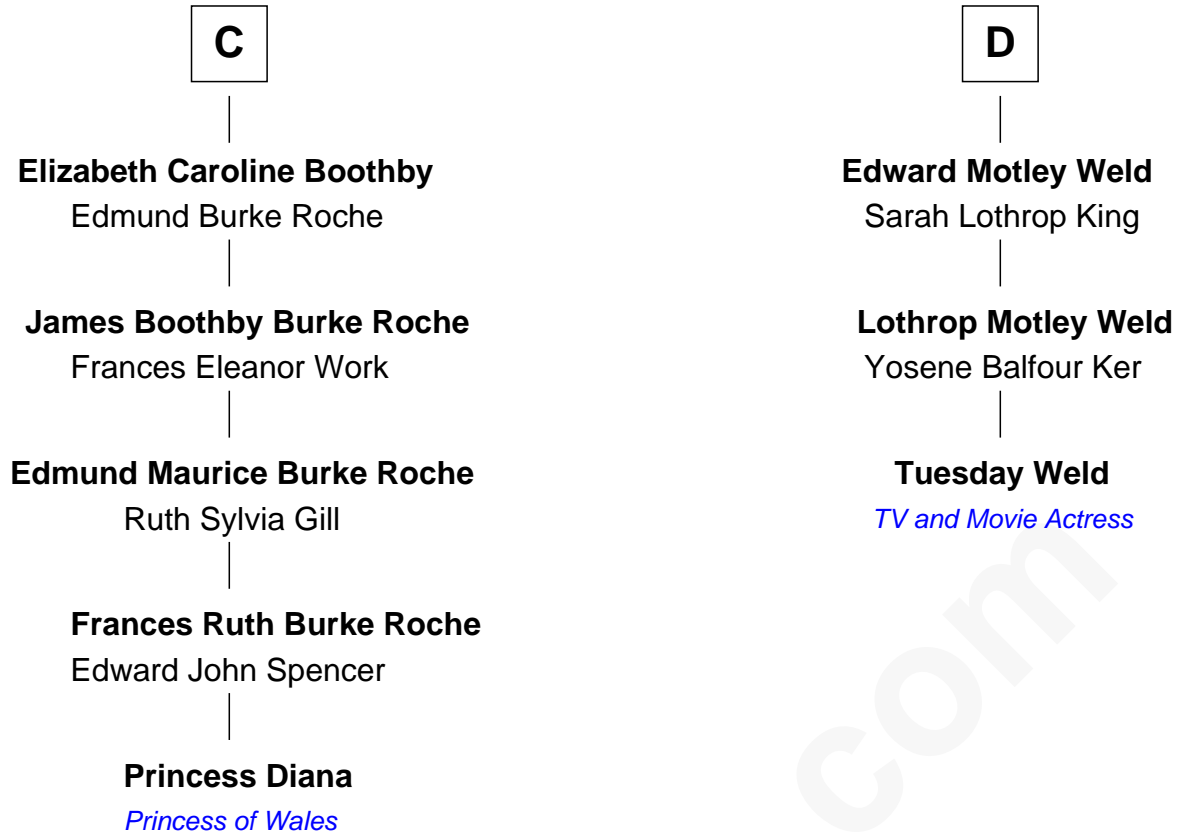 C
Elizabeth Caroline Boothby
Edmund Burke Roche
James Boothby Burke Roche
Frances Eleanor Work
Edmund Maurice Burke Roche
Ruth Sylvia Gill
Frances Ruth Burke Roche
Edward John Spencer
Princess Diana
Princess of Wales
D
Edward Motley Weld
Sarah Lothrop King
Lothrop Motley Weld
Yosene Balfour Ker
Tuesday Weld
TV and Movie Actress
com